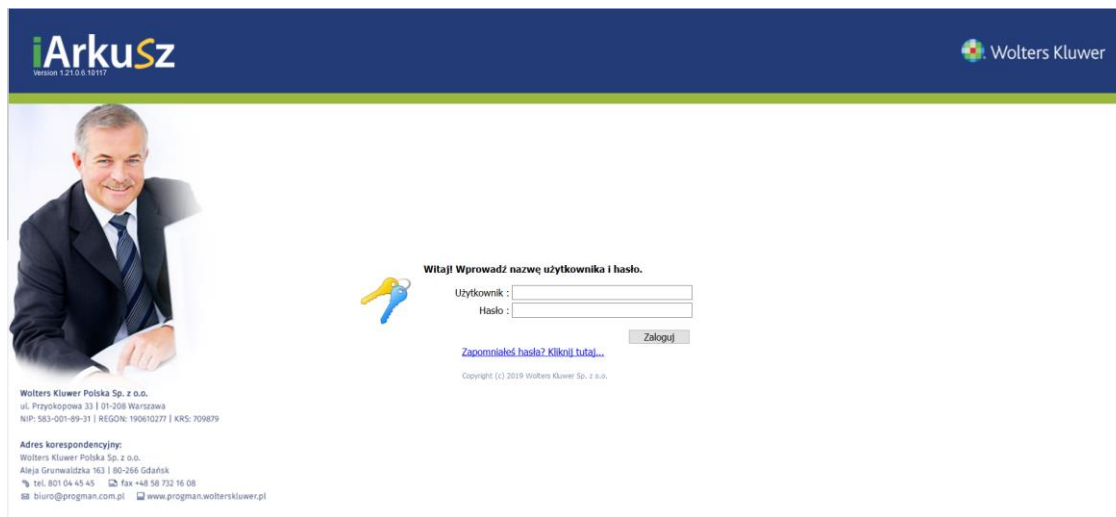 iArkuSz
Version 1.21.0.6.10117
Wolters Kluwer
Witaj! Wprowadź nazwę użytkownika i hasło.
Użytkownik :
Hasło :
Zaloguj
Zapomniałeś hasła? Kliknij tutaj...
Copyright (c) 2019 Wolters Kluwer Sp. z o.o.
Wolters Kluwer Polska Sp. z o.o.
ul. Przyokopowa 33 | 01-208 Warszawa
NIP: 583-001-89-31 | REGON: 190610277 | KRS: 709879
Adres korespondencyjny:
Wolters Kluwer Polska Sp. z o.o.
Aleja Grunwaldzka 163 | 80-266 Gdańsk
tel. 801 04 45 45 fax +48 58 732 16 08
biuro@progman.com.pl www.progman.wolterskluwer.pl